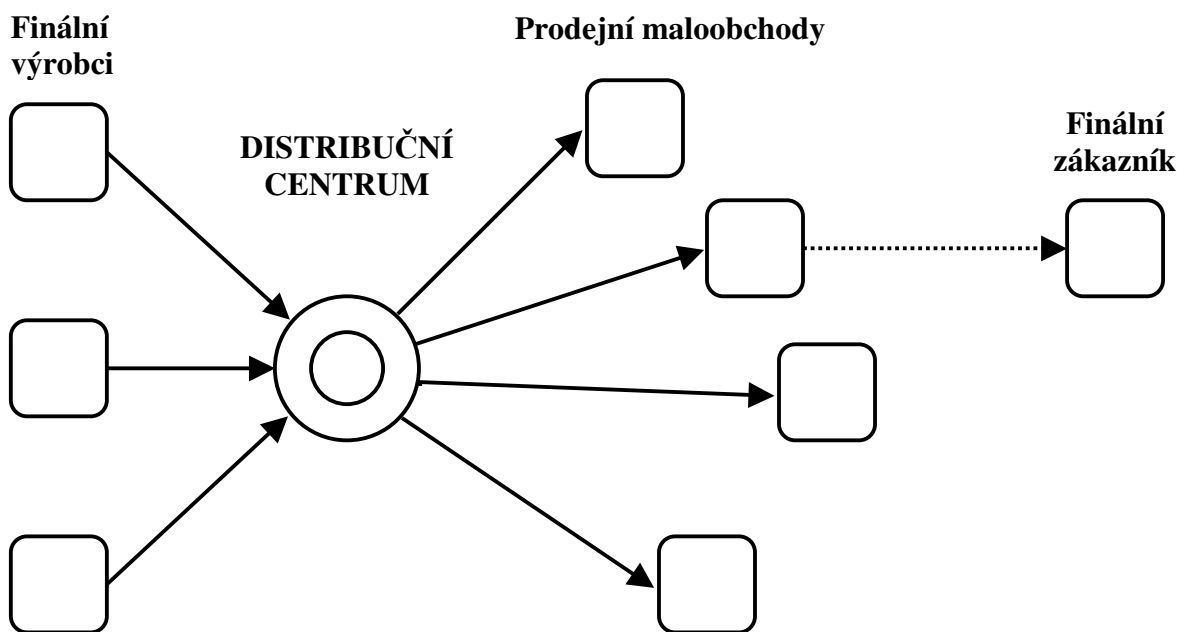 Finální
výrobci
Prodejní maloobchody
DISTRIBUČNÍ
CENTRUM
Finální
zákazník